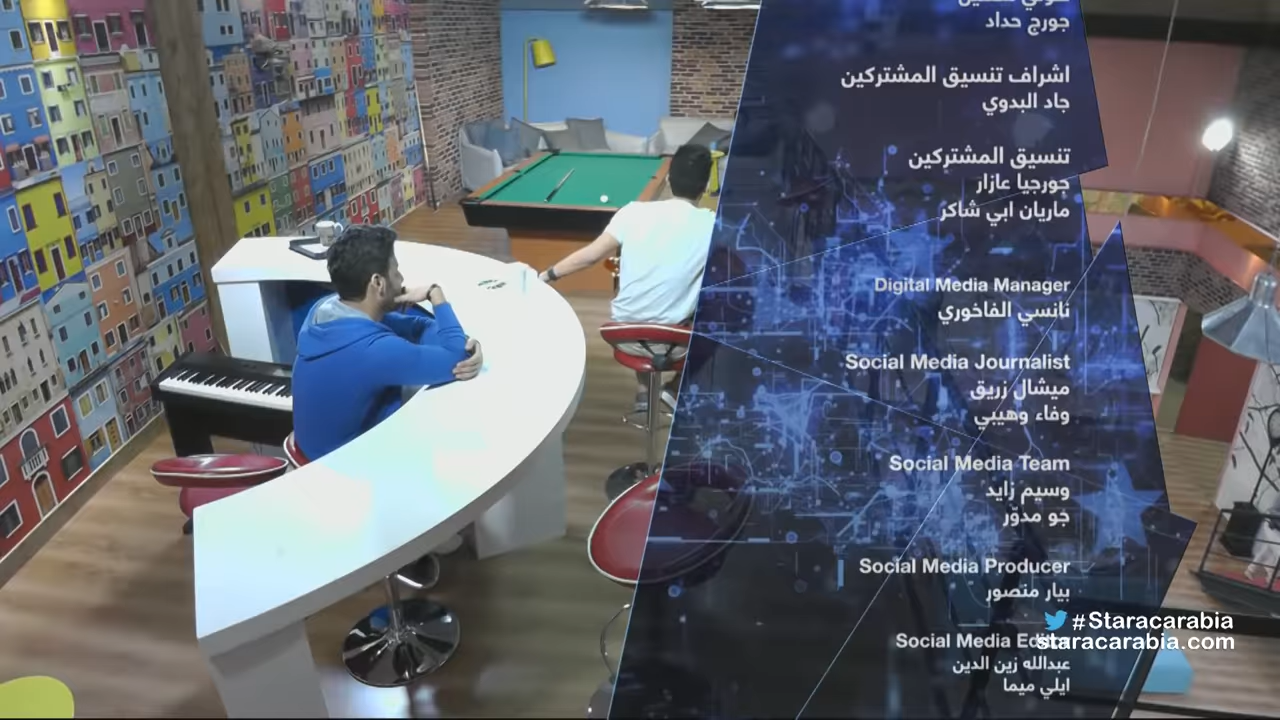 جورج حداد
اشراف تنسيق المشتركين
جاد البدوي
تنسيق المشتركين
جورجيا عازار
ماريان ابي شاكر
Digital Media Manager
نانسي الفاخوري
Social Media Journalist
ميشال زريق
وفاء وهيبي
Social Media Team
وسيم زايد
جو مدوّر
Social Media Producer
بيار منصور
#Staracarabia
Social Media
staracarabia.com
عبدالله زين الدين
ايلي ميما